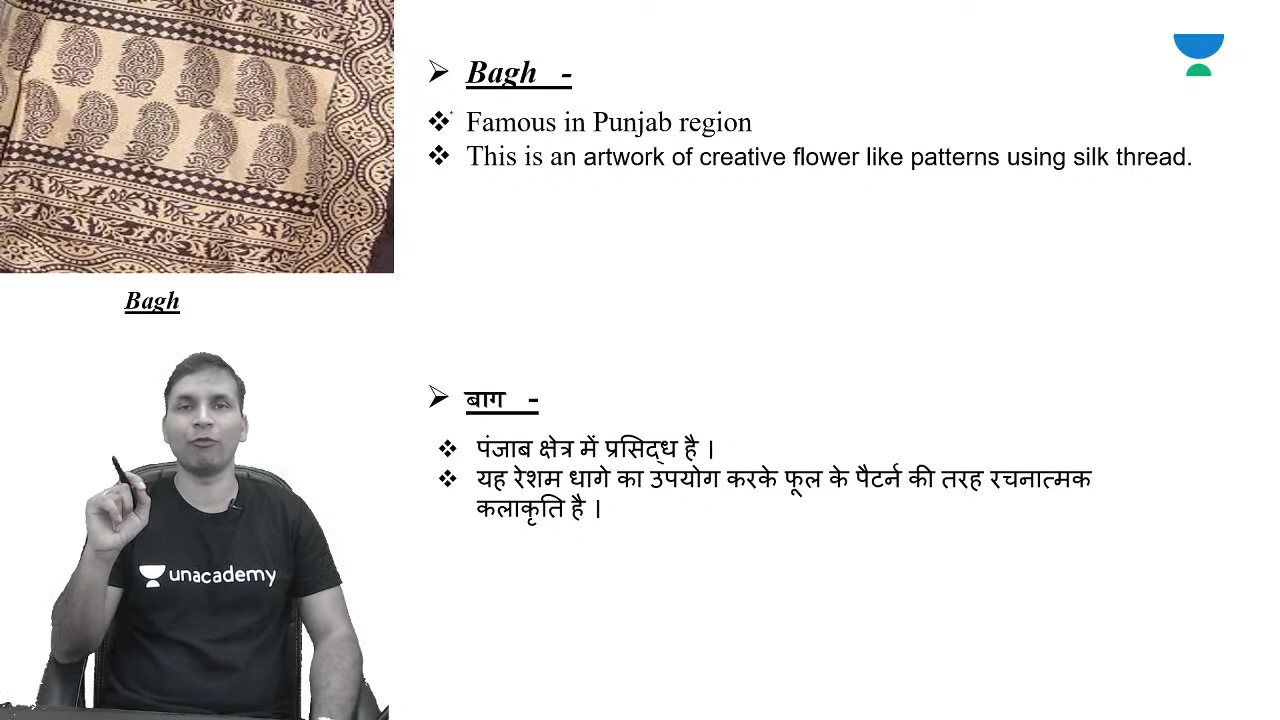 Bagh -
Famous in Punjab region
This is an artwork of creative flower like patterns using silk thread.
Bagh
बाग -
पंजाब क्षेत्र में प्रसिद्ध है ।
यह रेशम धागे का उपयोग करके फूल के पैटर्न की तरह रचनात्मक
कलाकृति है ।
unacademy